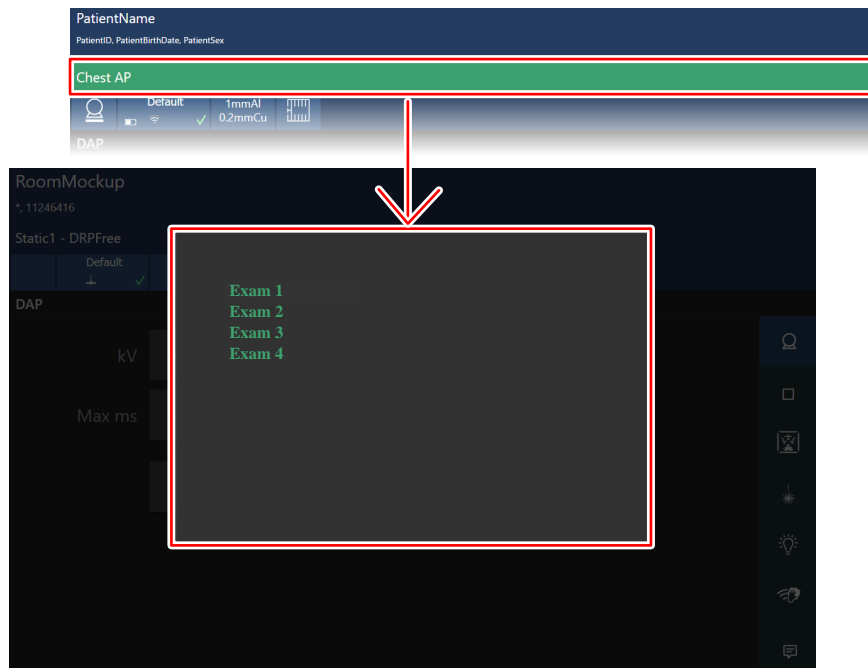 PatientName
PatientID, PatientBirthDate, PatientSex
Chest AP
Default
1mmAl
0.2mmCu
DAP
RoomMockup
*, 11246416
Static1 - DRPFree
Default
DAP
kV
Max ms
Exam 1
Exam 2
Exam 3
Exam 4